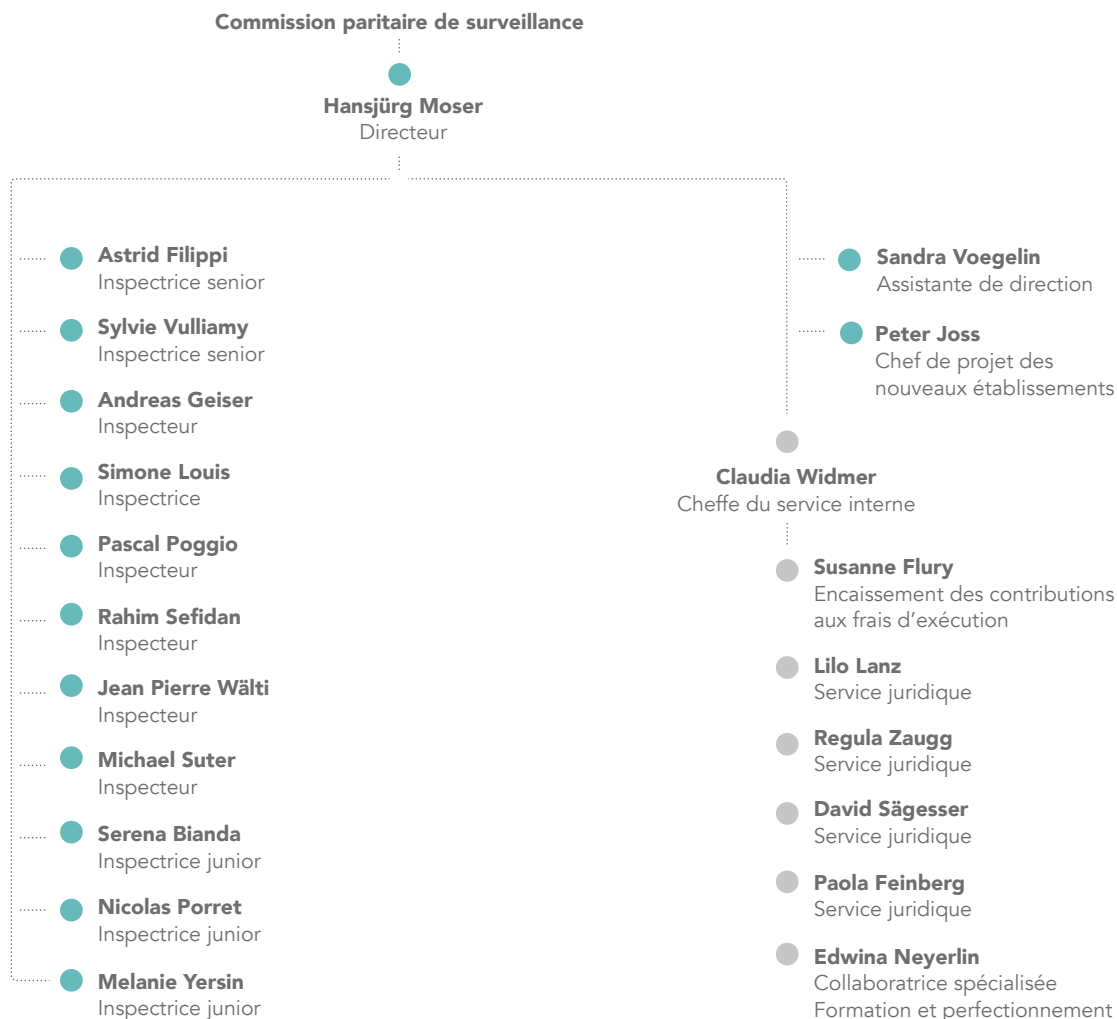 Commission paritaire de surveillance
Hansjürg Moser
Directeur
Astrid Filippi
Inspectrice senior
Sylvie Vulliamy
Inspectrice senior
Andreas Geiser
Inspecteur
Simone Louis
Inspectrice
Pascal Poggio
Inspecteur
Rahim Sefidan
Inspecteur
Jean Pierre Wälti
Inspecteur
Michael Suter
Inspecteur
Serena Bianda
Inspectrice junior
Nicolas Porret
Inspectrice junior
Melanie Yersin
Inspectrice junior
Sandra Voegelin
Assistante de direction
Peter Joss
Chef de projet des
nouveaux établissements
Claudia Widmer
Cheffe du service interne
Susanne Flury
Encaissement des contributions
aux frais d’exécution
Lilo Lanz
Service juridique
Regula Zaugg
Service juridique
David Sägesser
Service juridique
Paola Feinberg
Service juridique
Edwina Neyerlin
Collaboratrice spécialisée
Formation et perfectionnement